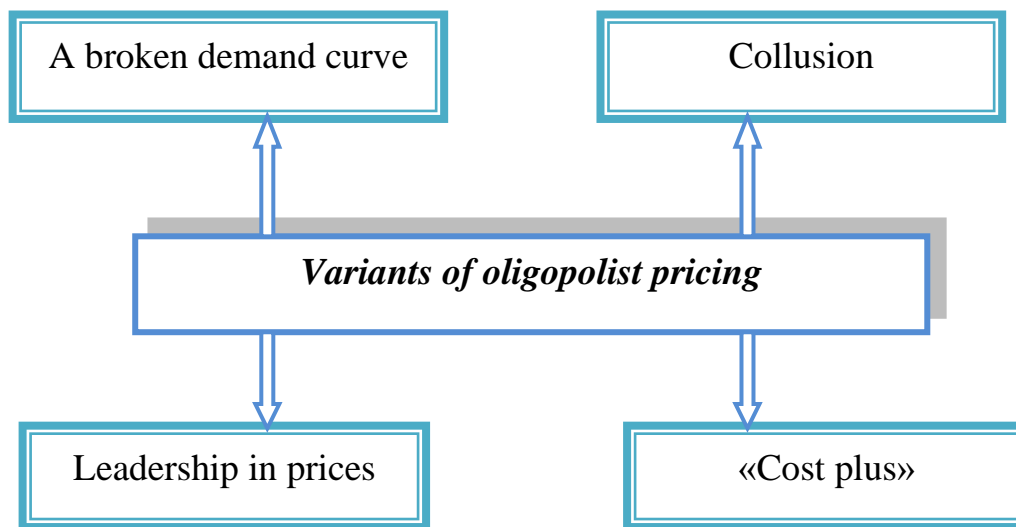 A broken demand curve
Collusion
Variants of oligopolist pricing
Leadership in prices
«Cost plus»